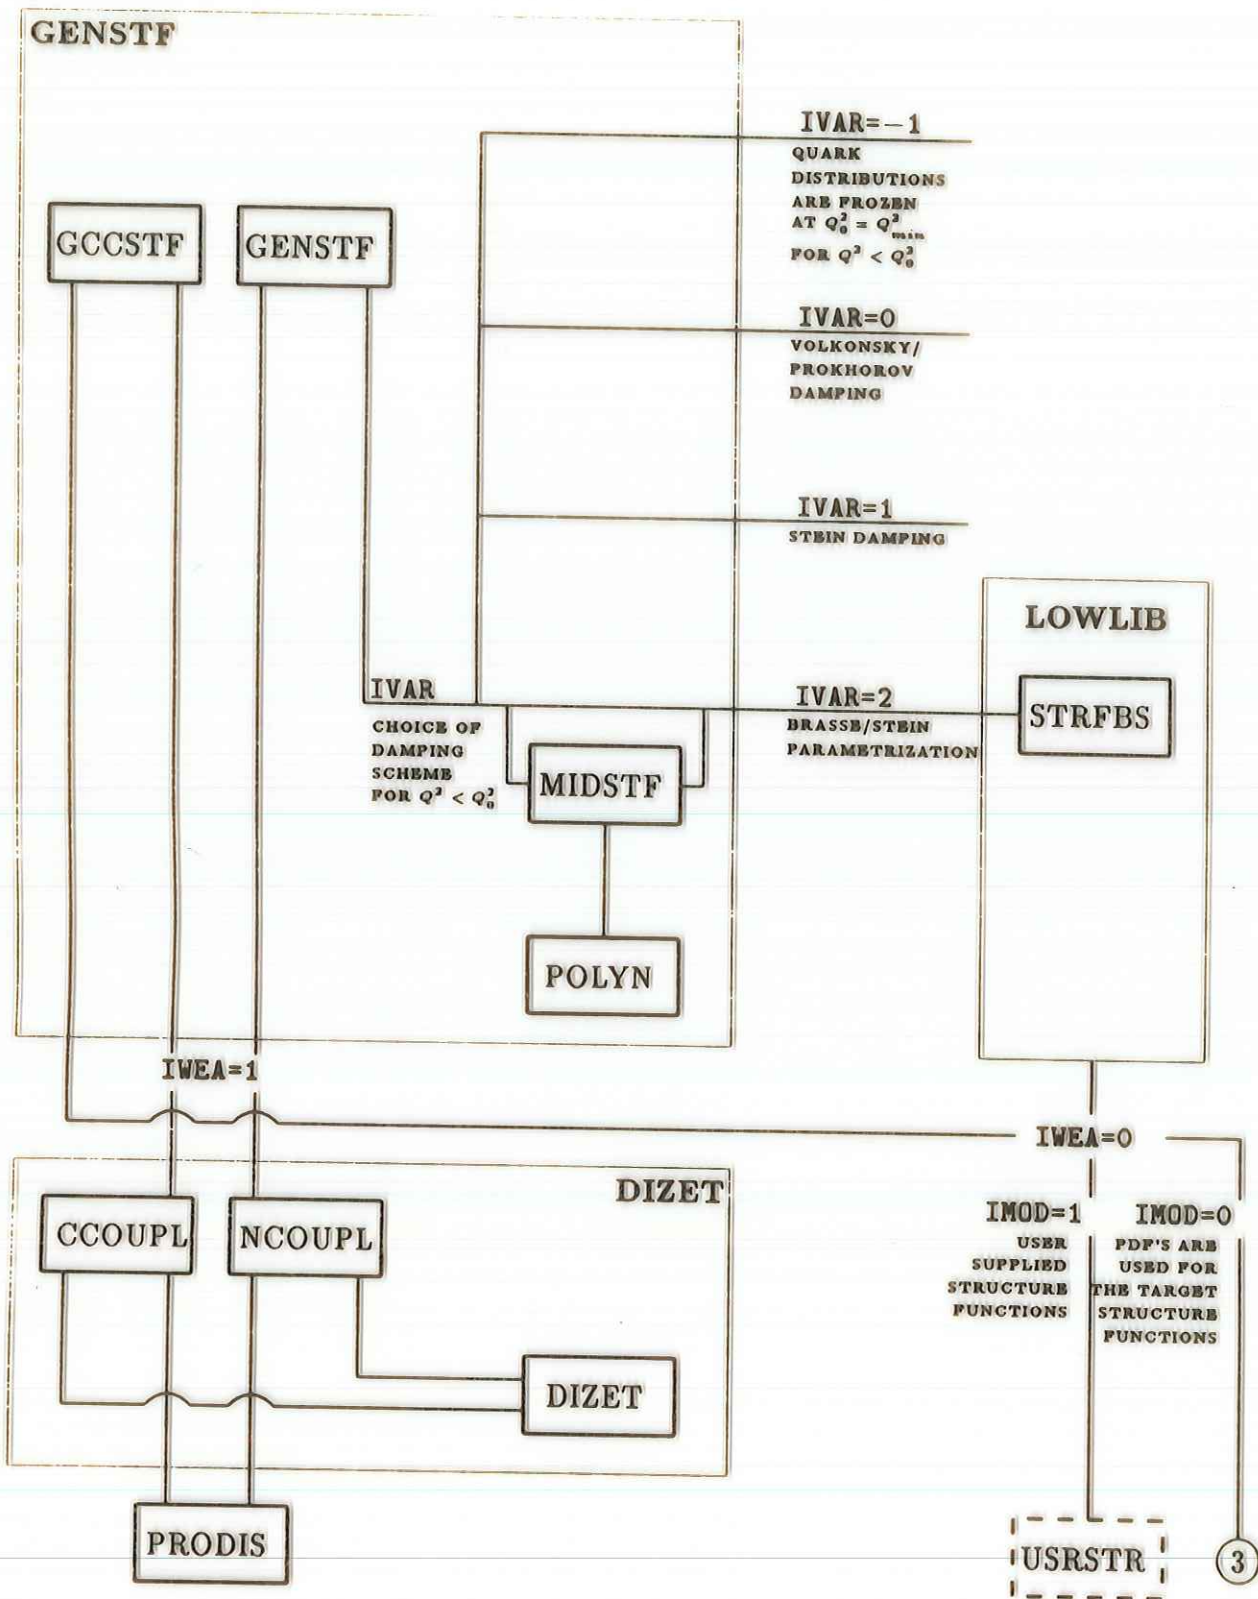 GENSTF
IVAR=−1
QUARK
DISTRIBUTIONS
ARE FROZEN
AT Q²₀ = Q²ₘᵢₙ
FOR Q² < Q²₀
GCCSTF
GENSTF
IVAR=0
VOLKONSKY/
PROKHOROV
DAMPING
IVAR=1
STEIN DAMPING
LOWLIB
STRFBS
IVAR
CHOICE OF
DAMPING
SCHEME
FOR Q² < Q²₀
IVAR=2
BRASSE/STEIN
PARAMETRIZATION
MIDSTF
POLYN
IWEA=1
IWEA=0
DIZET
CCOUPL
NCOUPL
DIZET
IMOD=1
USER
SUPPLIED
STRUCTURE
FUNCTIONS
IMOD=0
PDF'S ARE
USED FOR
THE TARGET
STRUCTURE
FUNCTIONS
PRODIS
USRSTR
3